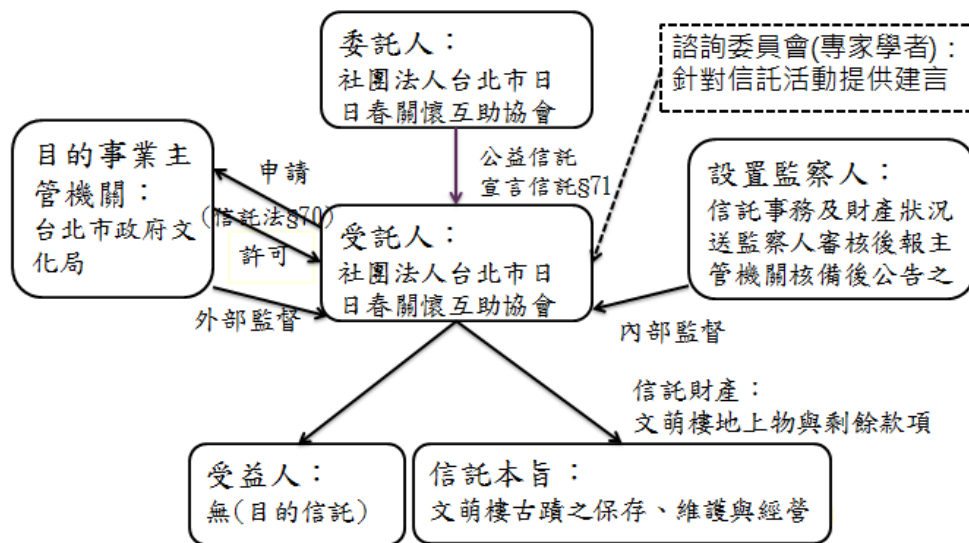 委託人：
社團法人台北市日
日春關懷互助協會
諮詢委員會(專家學者)：
針對信託活動提供建言
目的事業主
管機關：
台北市政府文
化局
申請
(信託法§70)
許可
公益信託
宣言信託§71
受託人：
社團法人台北市日
日春關懷互助協會
設置監察人：
信託事務及財產狀況
送監察人審核後報主
管機關核備後公告之
外部監督
內部監督
信託財產：
文萌樓地上物與剩餘款項
受益人：
無(目的信託)
信託本旨：
文萌樓古蹟之保存、維護與經營